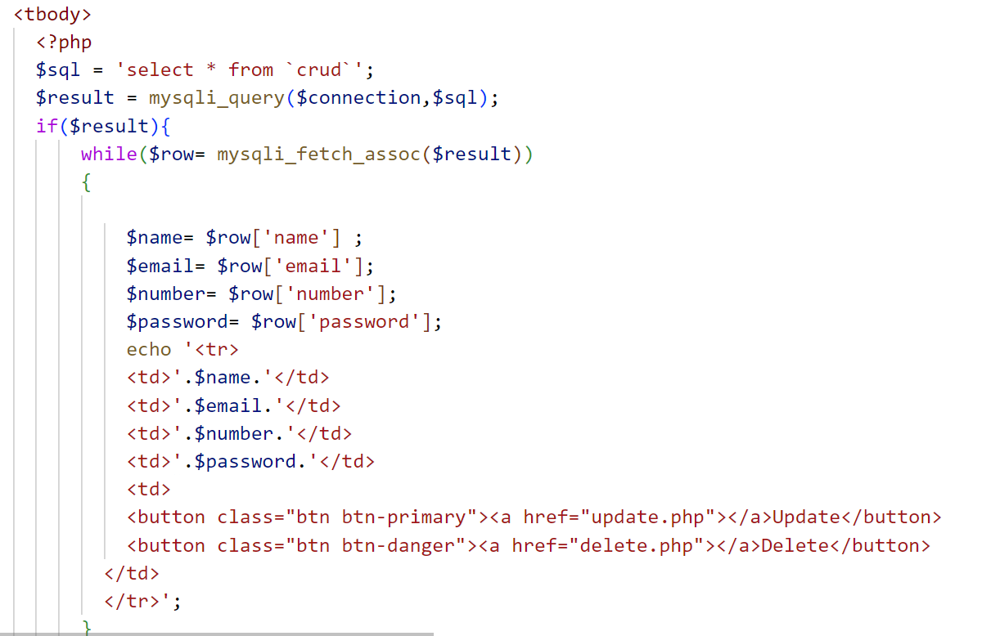 <tbody>
<?php
$sql = 'select * from `crud`';
$result = mysqli_query($connection,$sql);
if($result){
while($row= mysqli_fetch_assoc($result))
{
$name= $row['name'] ;
$email= $row['email'];
$number= $row['number'];
$password= $row['password'];
echo '<tr>
<td>'.$name.'</td>
<td>'.$email.'</td>
<td>'.$number.'</td>
<td>'.$password.'</td>
<td>
<button class="btn btn-primary"><a href="update.php"></a>Update</button>
<button class="btn btn-danger"><a href="delete.php"></a>Delete</button>
</td>
</tr>';
}